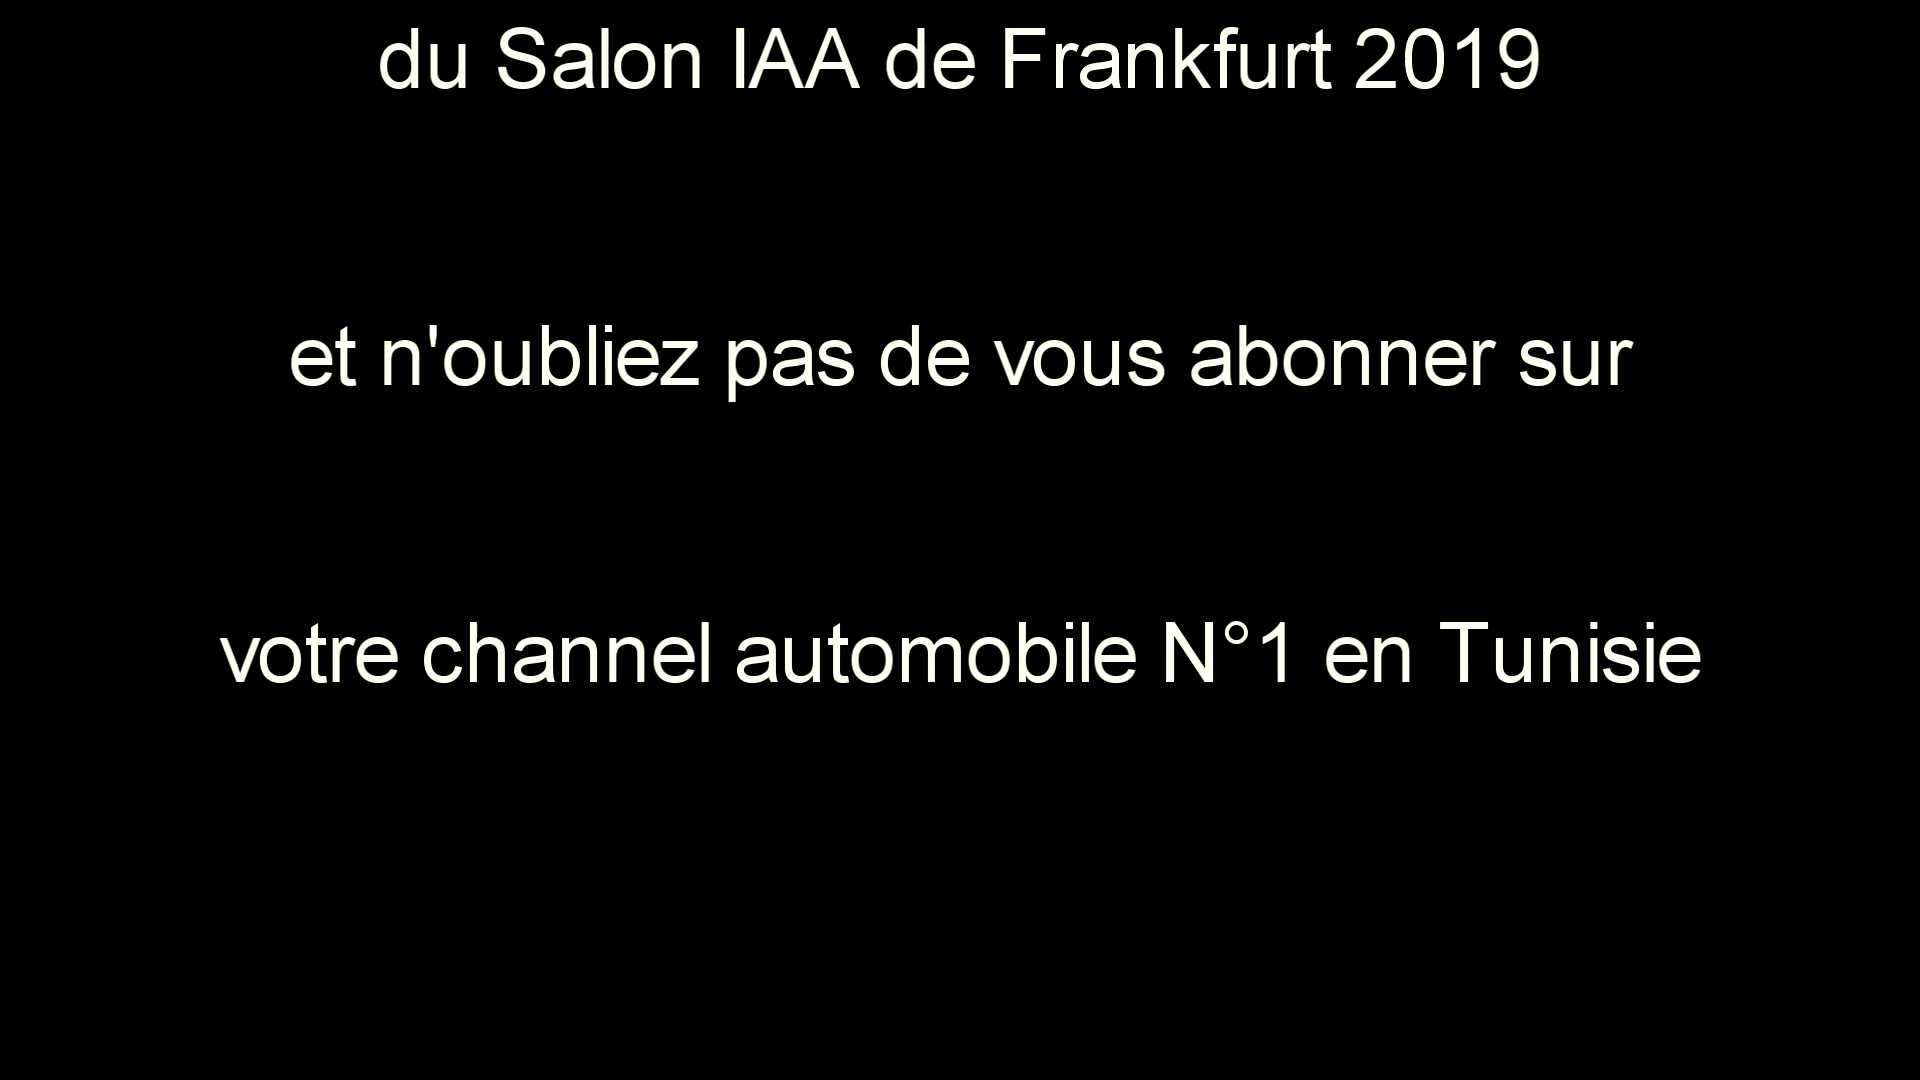 du Salon IAA de Frankfurt 2019
et n'oubliez pas de vous abonner sur
votre channel automobile N°1 en Tunisie